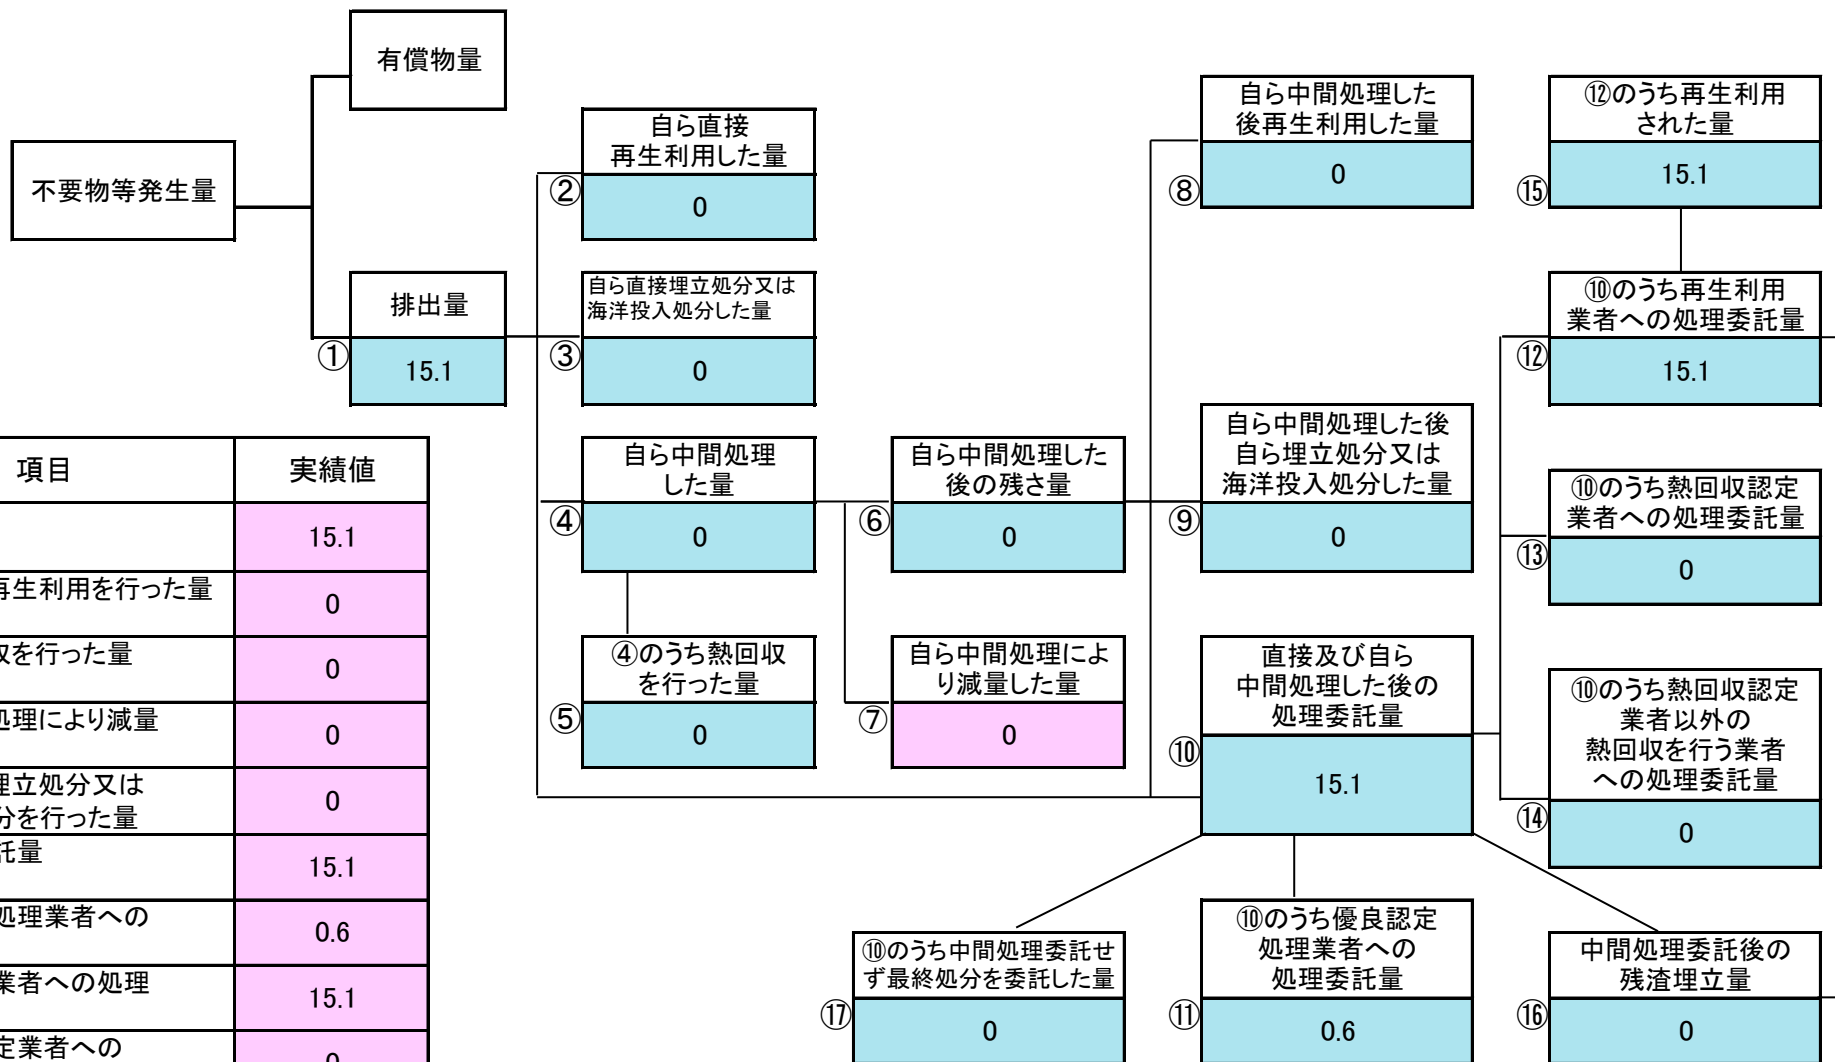 有償物量
不要物等発生量
排出量
①
15.1
自ら直接
再生利用した量
②
0
自ら直接埋立処分又は
海洋投入処分した量
③
0
自ら中間処理
した量
④
0
④のうち熱回収
を行った量
⑤
0
自ら中間処理した
後の残さ量
⑥
0
自ら中間処理によ
り減量した量
⑦
0
自ら中間処理した
後再生利用した量
⑧
0
自ら中間処理した後
自ら埋立処分又は
海洋投入処分した量
⑨
0
直接及び自ら
中間処理した後の
処理委託量
⑩
15.1
⑩のうち優良認定
処理業者への
処理委託量
⑪
0.6
⑩のうち再生利用
業者への処理委託量
⑫
15.1
⑩のうち熱回収認定
業者への処理委託量
⑬
0
⑩のうち熱回収認定
業者以外の
熱回収を行う業者
への処理委託量
⑭
0
⑫のうち再生利用
された量
⑮
15.1
中間処理委託後の
残渣埋立量
⑯
0
⑩のうち中間処理委託せ
ず最終処分を委託した量
⑰
0
項目 実績値
15.1
再生利用を行った量 0
収を行った量 0
処理により減量 0
埋立処分又は
分を行った量 0
託量 15.1
処理業者への 0.6
業者への処理 15.1
定業者への 0